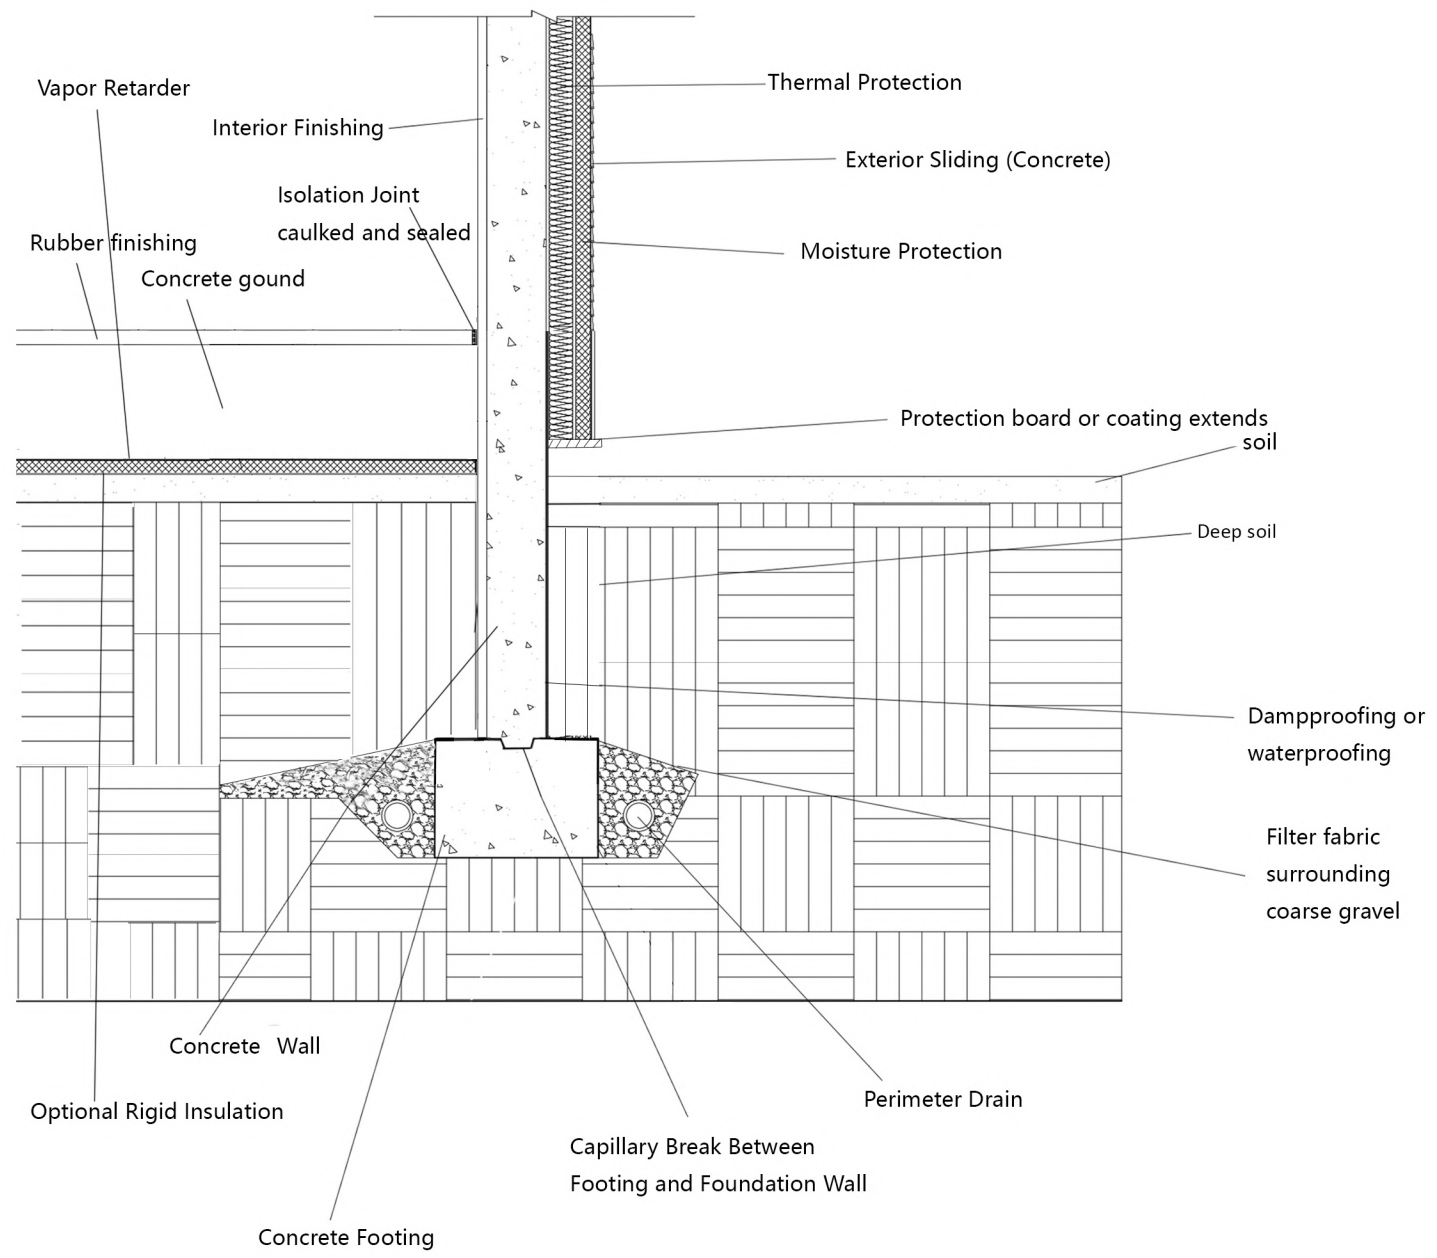 Thermal Protection
Vapor Retarder
Interior Finishing
Exterior Sliding (Concrete)
Isolation Joint
caulked and sealed
Rubber finishing
Moisture Protection
Concrete gound
Protection board or coating extends
soil
Deep soil
Dampproofing or
waterproofing
Filter fabric
surrounding
coarse gravel
Concrete Wall
Optional Rigid Insulation
Perimeter Drain
Capillary Break Between
Footing and Foundation Wall
Concrete Footing